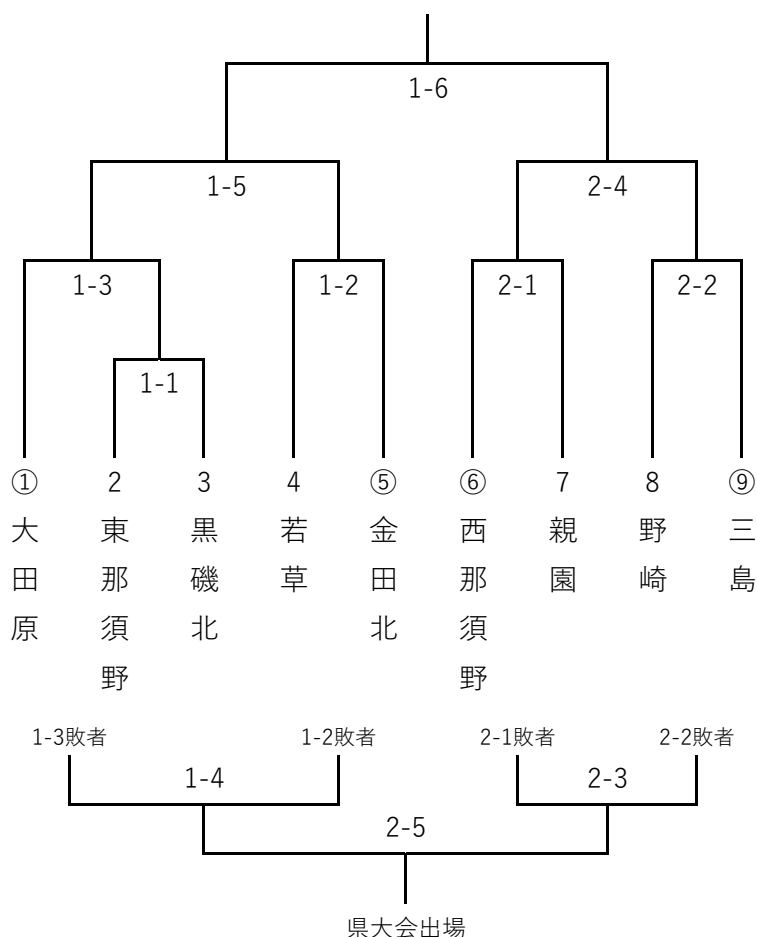 1-6
1-5
2-4
1-3
1-2
2-1
2-2
1-1
① 2 3 4 ⑤ ⑥ 7 8 ⑨
大田原
東那須野
黒磯北
若草
金田北
西那須野
親園
野崎
三島
1-3敗者
1-2敗者
2-1敗者
2-2敗者
1-4
2-3
2-5
県大会出場